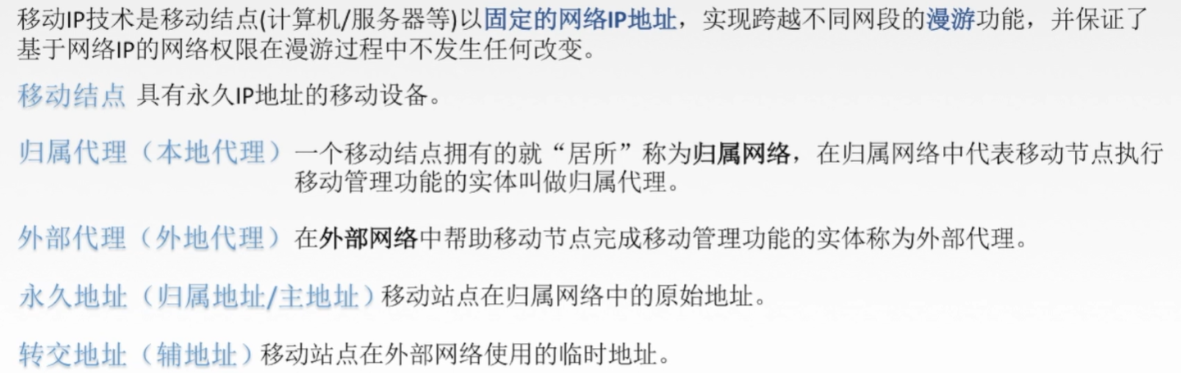 移动IP技术是移动结点(计算机/服务器等)以固定的网络IP地址，实现跨越不同网段的漫游功能，并保证了
基于网络IP的网络权限在漫游过程中不发生任何改变。
移动结点 具有永久IP地址的移动设备。
归属代理（本地代理）一个移动结点拥有的就“居所”称为归属网络，在归属网络中代表移动节点执行
移动管理功能的实体叫做归属代理。
外部代理（外地代理）在外部网络中帮助移动节点完成移动管理功能的实体称为外部代理。
永久地址（归属地址/主地址）移动站点在归属网络中的原始地址。
转交地址（辅地址）移动站点在外部网络使用的临时地址。